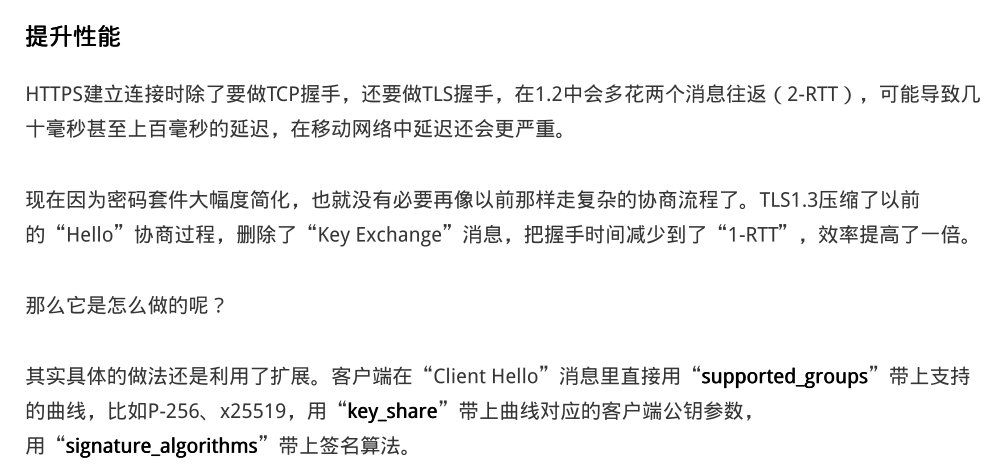 提升性能
HTTPS建立连接时除了要做TCP握手，还要做TLS握手，在1.2中会多花两个消息往返（2-RTT），可能导致几
十毫秒甚至上百毫秒的延迟，在移动网络中延迟还会更严重。
现在因为密码套件大幅度简化，也就没有必要再像以前那样走复杂的协商流程了。TLS1.3压缩了以前
的“Hello”协商过程，删除了“Key Exchange”消息，把握手时间减少到了“1-RTT”，效率提高了一倍。
那么它是怎么做的呢？
其实具体的做法还是利用了扩展。客户端在“Client Hello”消息里直接用“supported_groups”带上支持
的曲线，比如P-256、x25519，用“key_share”带上曲线对应的客户端公钥参数，
用“signature_algorithms”带上签名算法。